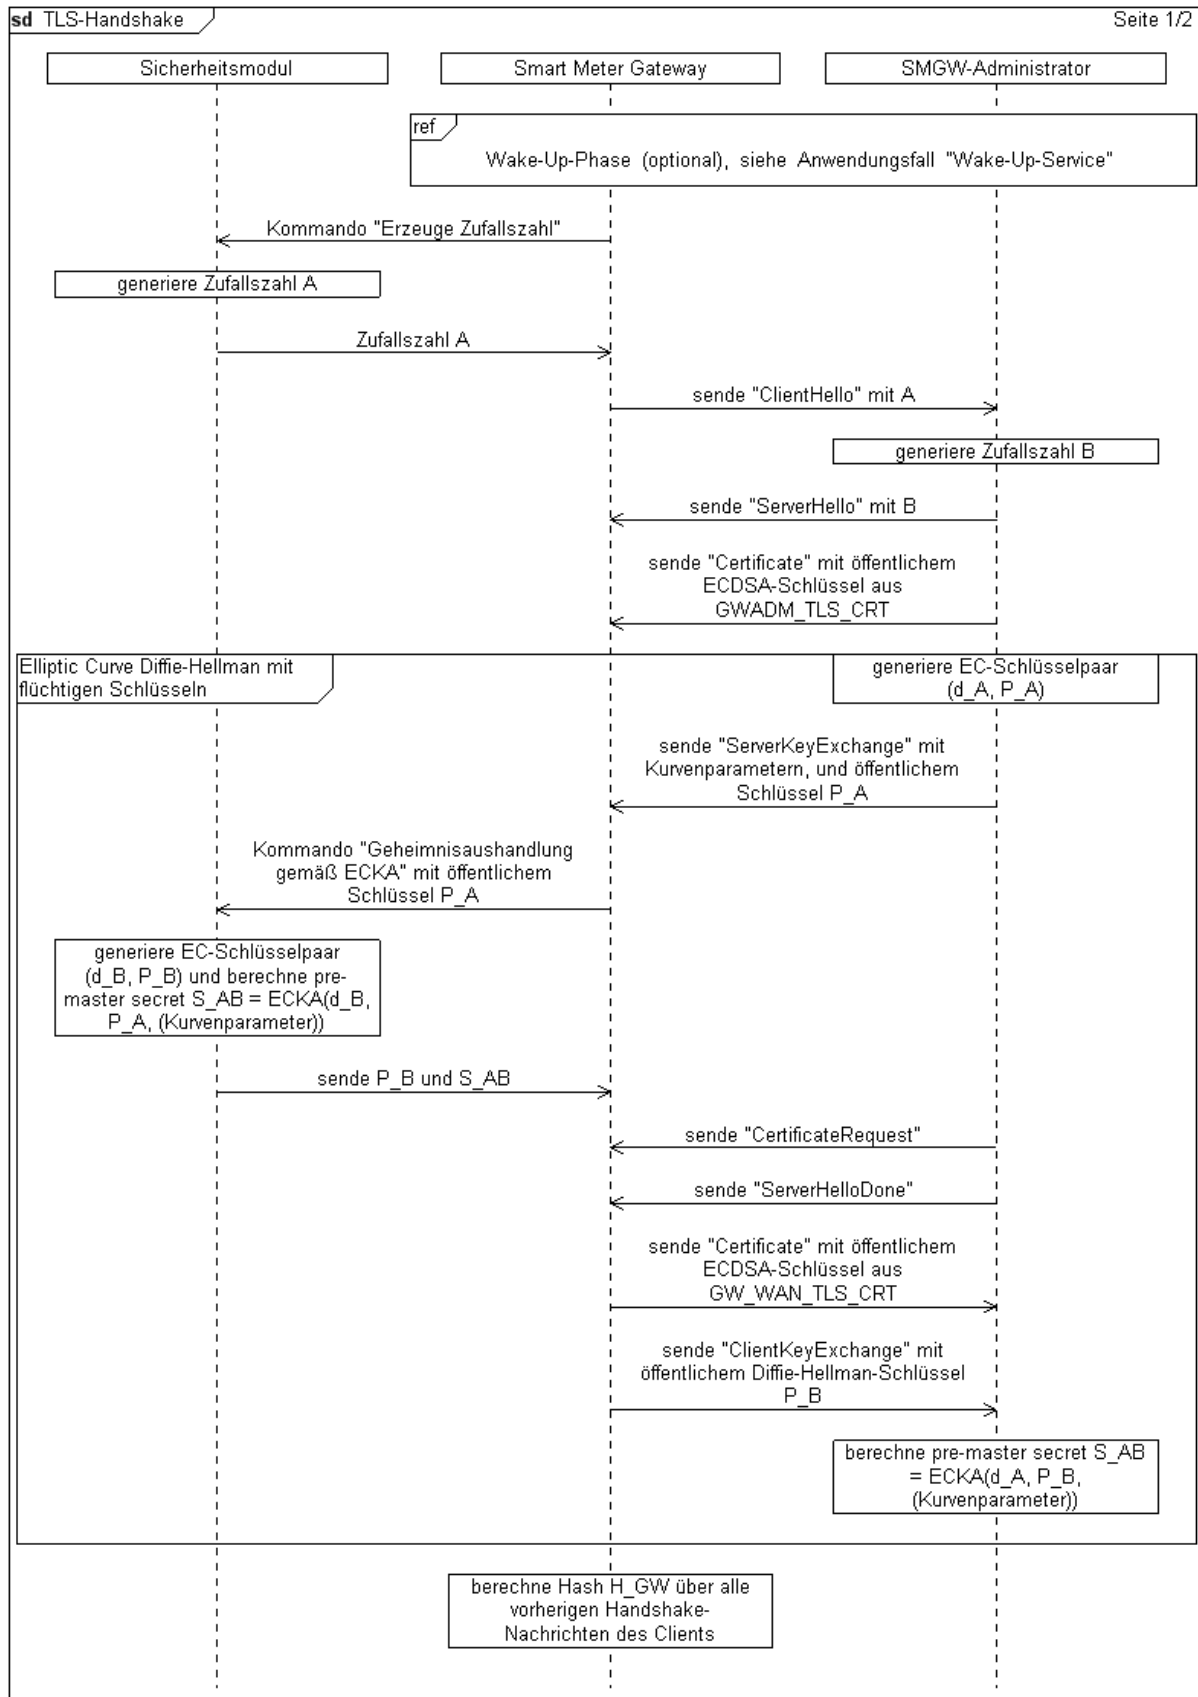 sd TLS-Handshake
Seite 1/2
Sicherheitsmodul
Smart Meter Gateway
SMGW-Administrator
ref
Wake-Up-Phase (optional), siehe Anwendungsfall "Wake-Up-Service"
Kommando "Erzeuge Zufallszahl"
generiere Zufallszahl A
Zufallszahl A
sende "ClientHello" mit A
generiere Zufallszahl B
sende "ServerHello" mit B
sende "Certificate" mit öffentlichem
ECDSA-Schlüssel aus
GWADM_TLS_CRT
Elliptic Curve Diffie-Hellman mit
flüchtigen Schlüsseln
generiere EC-Schlüsselpaar
(d_A, P_A)
sende "ServerKeyExchange" mit
Kurvenparametern, und öffentlichem
Schlüssel P_A
Kommando "Geheimnisaushandlung
gemäß ECKA" mit öffentlichem
Schlüssel P_A
generiere EC-Schlüsselpaar
(d_B, P_B) und berechne pre-
master secret S_AB = ECKA(d_B,
P_A, (Kurvenparameter))
sende P_B und S_AB
sende "CertificateRequest"
sende "ServerHelloDone"
sende "Certificate" mit öffentlichem
ECDSA-Schlüssel aus
GW_WAN_TLS_CRT
sende "ClientKeyExchange" mit
öffentlichem Diffie-Hellman-Schlüssel
P_B
berechne pre-master secret S_AB
= ECKA(d_A, P_B,
(Kurvenparameter))
berechne Hash H_GW über alle
vorherigen Handshake-
Nachrichten des Clients